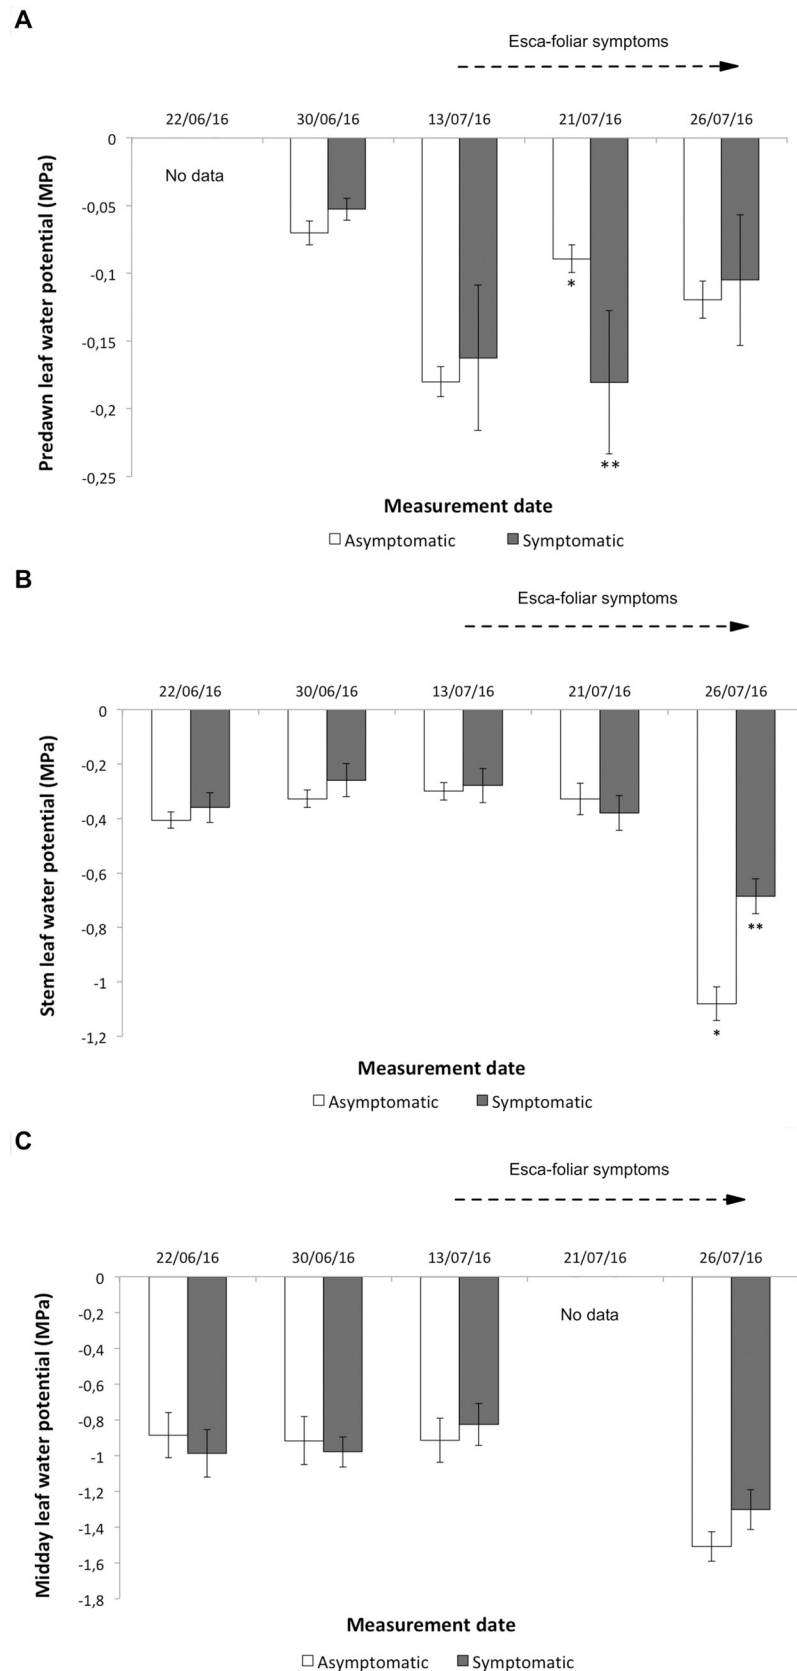 A
Esca-foliar symptoms
22/06/16 30/06/16 13/07/16 21/07/16 26/07/16
0
No data
-0,05
-0,1
*
-0,15
-0,2
**
-0,25
Predawn leaf water potential (MPa)
Measurement date
Asymptomatic Symptomatic
B
Esca-foliar symptoms
22/06/16 30/06/16 13/07/16 21/07/16 26/07/16
0
-0,2
-0,4
-0,6
-0,8
**
-1
*
-1,2
Stem leaf water potential (MPa)
Measurement date
Asymptomatic Symptomatic
C
Esca-foliar symptoms
22/06/16 30/06/16 13/07/16 21/07/16 26/07/16
0
-0,2
No data
-0,4
-0,6
-0,8
-1
-1,2
-1,4
-1,6
-1,8
Midday leaf water potential (MPa)
Measurement date
Asymptomatic Symptomatic